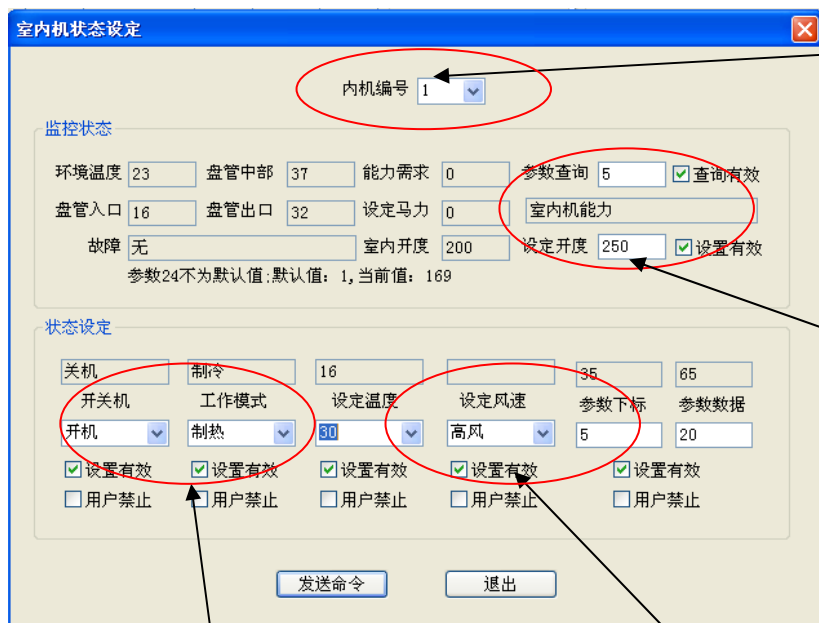 室内机状态设定
内机编号 1
监控状态
环境温度 23 盘管中部 37 能力需求 0 参数查询 5 查询有效
盘管入口 16 盘管出口 32 设定马力 0 室内机能力
故障 无 室内开度 200 设定开度 250 设置有效
参数24不为默认值:默认值: 1,当前值: 169
状态设定
关机 制冷 16 35 65
开关机 工作模式 设定温度 设定风速 参数下标 参数数据
开机 制热 30 高风 5 20
设置有效 设置有效 设置有效 设置有效 设置有效
用户禁止 用户禁止 用户禁止 用户禁止 用户禁止
发送命令 退出